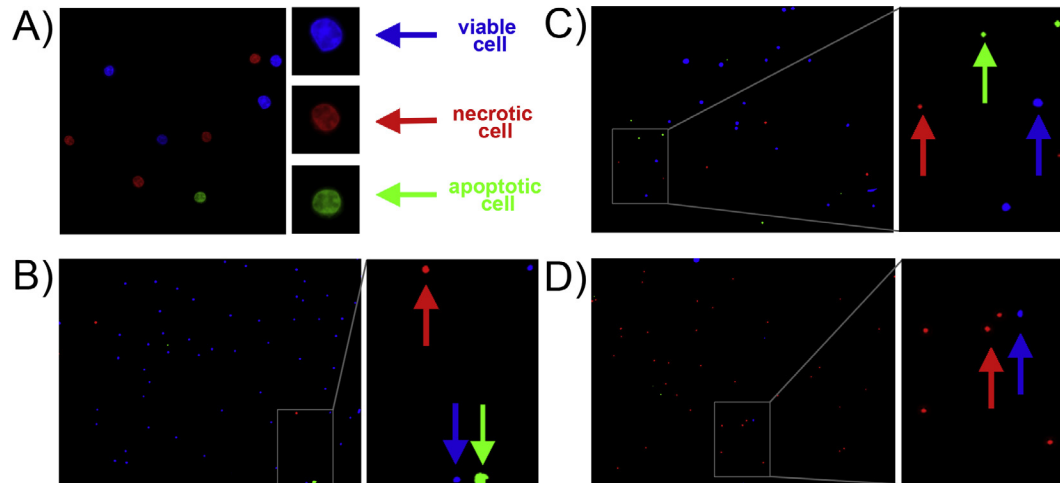 A)
viable
cell
necrotic
cell
apoptotic
cell
B)
C)
D)